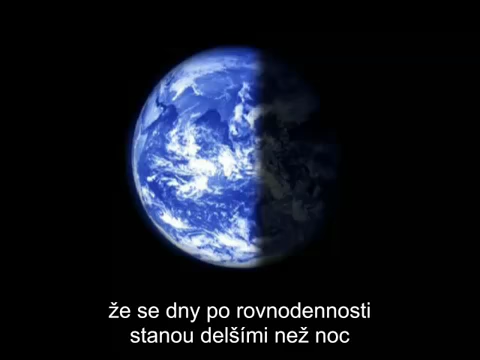 že se dny po rovnodennosti
stanou delšími než noc